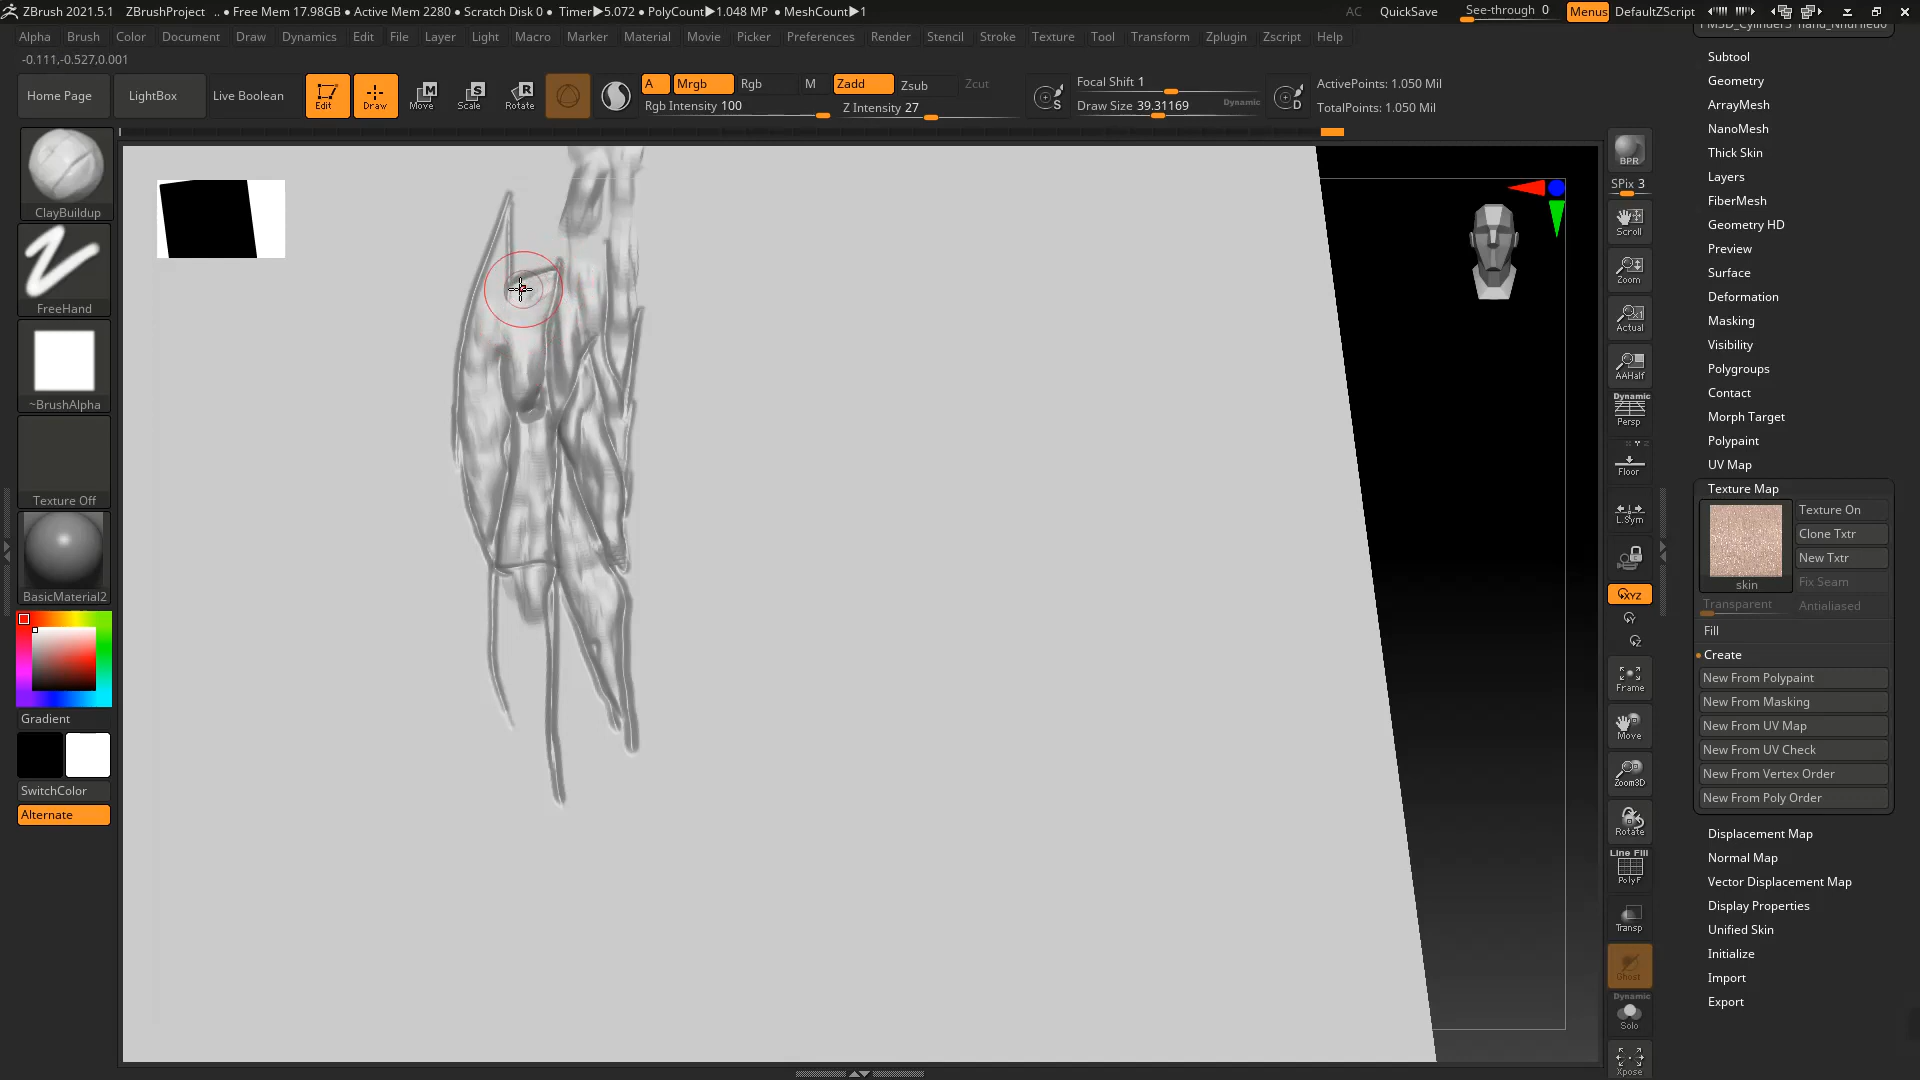 ZBrush 2021.5.1 ZBrushProject .. • Free Mem 17.98GB • Active Mem 2280 • Scratch Disk 0 • Timer▶5.072 • PolyCount▶1.048 MP • MeshCount▶1 AC QuickSave See-through 0 Menus DefaultZScript
Alpha Brush Color Document Draw Dynamics Edit File Layer Light Macro Marker Material Movie Picker Preferences Render Stencil Stroke Texture Tool Transform Zplugin Zscript Help
-0.111,-0.527,0.001
Home Page LightBox Live Boolean Edit Draw Move Scale Rotate A Mrgb Rgb M Zadd Zsub Zcut Focal Shift 1 ActivePoints: 1.050 Mil
Rgb Intensity 100 Z Intensity 27 S Draw Size 39.31169 Dynamic D TotalPoints: 1.050 Mil
ClayBuildup
FreeHand
~BrushAlpha
Texture Off
BasicMaterial2
Gradient
SwitchColor
Alternate
BPR
SPix 3
Scroll
Zoom
Actual
AAHalf
Dynamic
Persp
Floor
L.Sym
XYZ
Y
Z
Frame
Move
Zoom3D
Rotate
Line Fill
PolyF
Transp
Ghost
Dynamic
Solo
Xpose
Subtool
Geometry
ArrayMesh
NanoMesh
Thick Skin
Layers
FiberMesh
Geometry HD
Preview
Surface
Deformation
Masking
Visibility
Polygroups
Contact
Morph Target
Polypaint
UV Map
Texture Map
Texture On
Clone Txtr
New Txtr
skin Fix Seam
Transparent Antialiased
Fill
Create
New From Polypaint
New From Masking
New From UV Map
New From UV Check
New From Vertex Order
New From Poly Order
Displacement Map
Normal Map
Vector Displacement Map
Display Properties
Unified Skin
Initialize
Import
Export